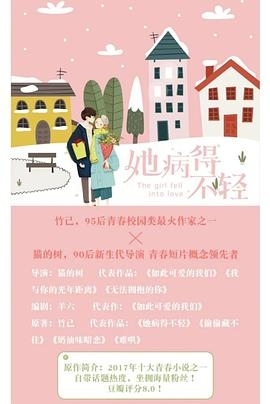 她病得
不轻
The girl fell
into love
竹已，95后青春校园类最火作家之一
×
猫的树，90后新生代导演 青春短片概念领先者
导演：猫的树 代表作品：《如此可爱的我们》《我
与你的光年距离》《无法拥抱的你》
编剧：羊六 代表作：《如此可爱的我们》
原著：竹已 代表作品：《她病得不轻》《偷偷藏不
住》《奶油味暗恋》《难哄》
原作简介：2017年十大青春小说之一
自带话题热度，坐拥海量粉丝！
豆瓣评分8.0！